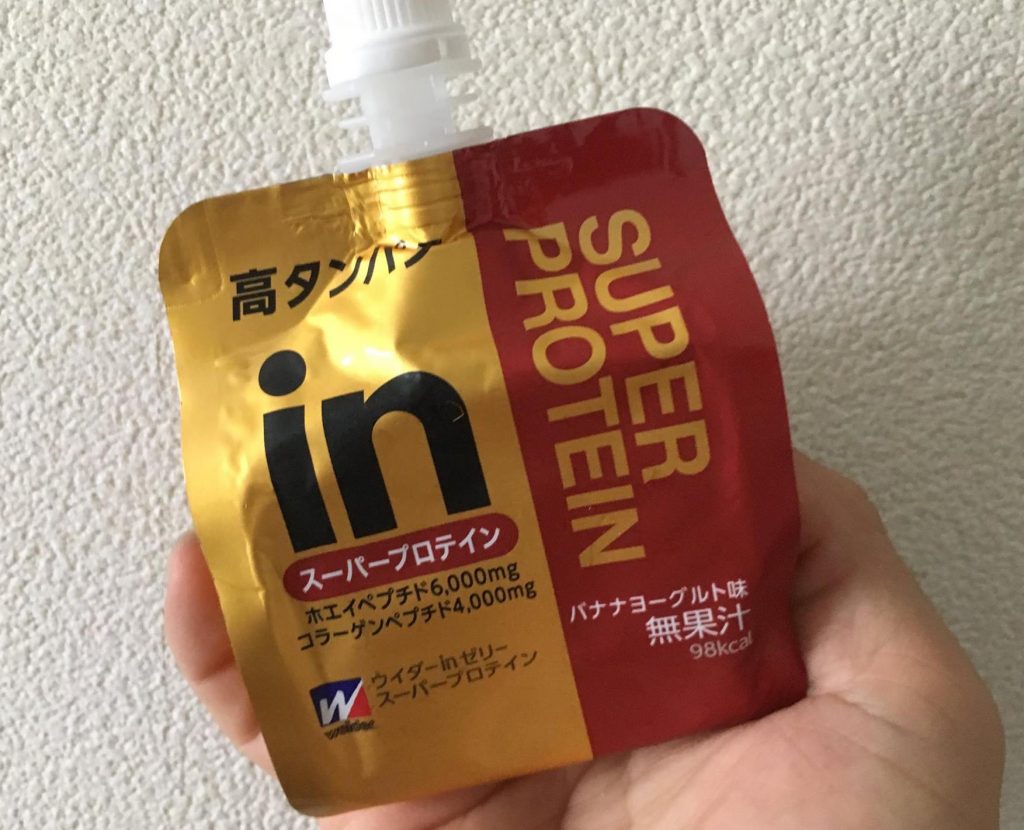 高タンパク
in
スーパープロテイン
ホエイペプチド6,000mg
コラーゲンペプチド4,000mg
ウイダーinゼリー
スーパープロテイン
W
weider
SUPER
PROTEIN
バナナヨーグルト味
無果汁
98kcal